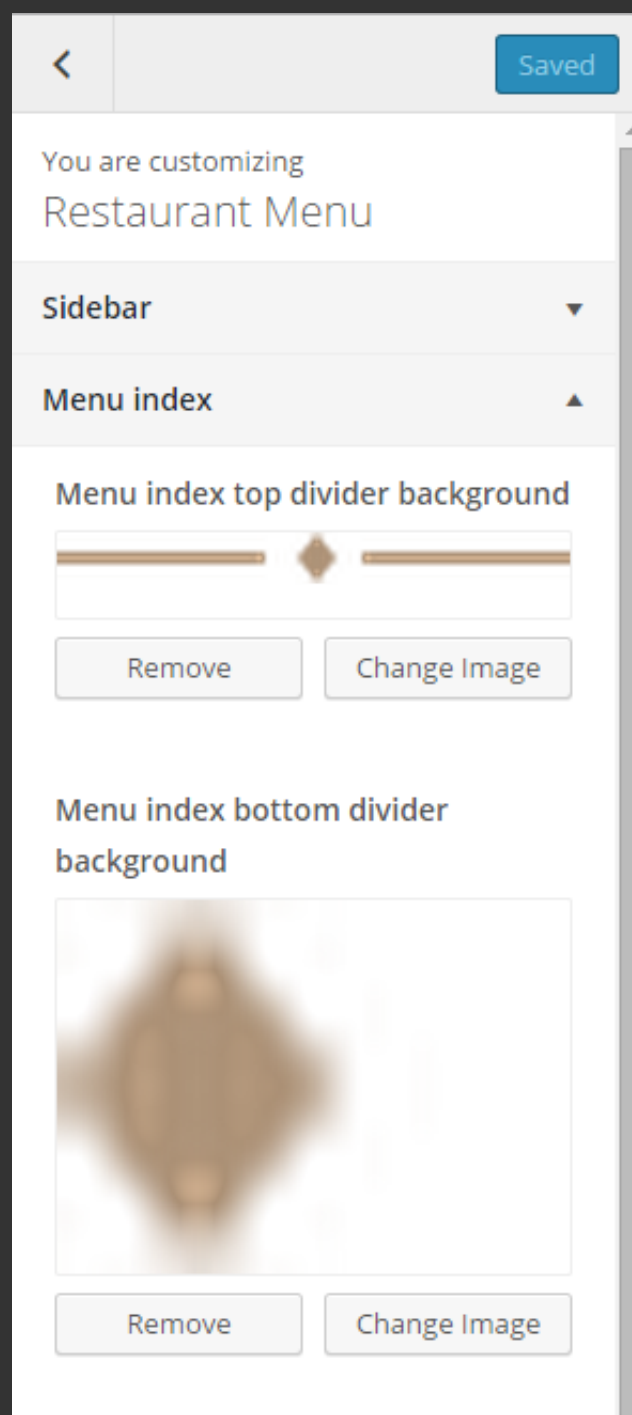 Saved
You are customizing
Restaurant Menu
Sidebar
Menu index
Menu index top divider background
Remove
Change Image
Menu index bottom divider
background
Remove
Change Image